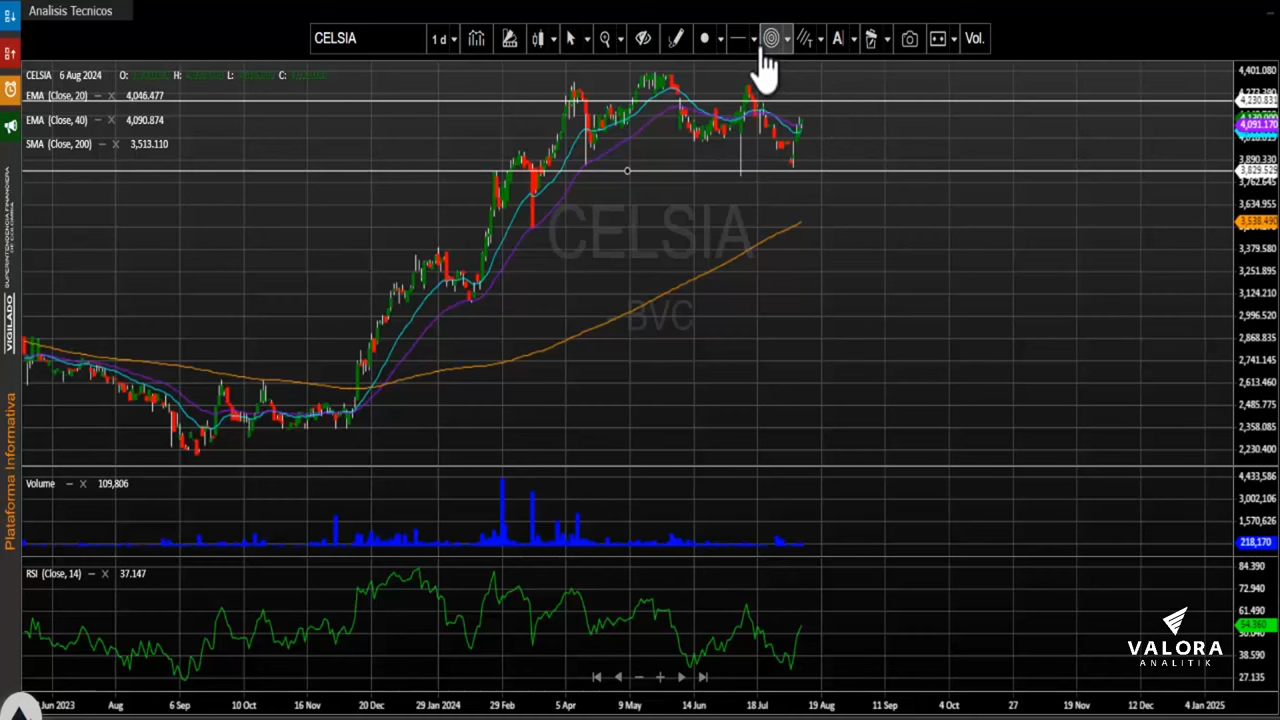 Analisis Tecnicos
CELSIA
1 d
A
Vol.
CELSIA 6 Aug 2024 O: H: L: C:
EMA (Close, 20) – X 4,046.477
EMA (Close, 40) – X 4,090.874
SMA (Close, 200) – X 3,513.110
4,401.080
4,230.831
4,091.170
3,890.330
3,829.525
3,762.645
3,634.955
3,538.490
3,379.580
3,251.895
3,124.210
2,996.520
2,868.835
2,741.145
2,613.460
2,485.775
2,358.085
2,230.400
CELSIA
BVC
SUPERINTENDENCIA FINANCIERA
DE COLOMBIA
VIGILADO
Plataforma Informativa
Volume – X 109,806
4,433,586
3,002,106
1,570,626
218,170
RSI (Close, 14) – X 37.147
84.390
72.940
61.490
54.360
50.040
38.590
27.135
VALORA
ANALITIK
Jun 2023 Aug 6 Sep 10 Oct 16 Nov 20 Dec 29 Jan 2024 29 Feb 5 Apr 9 May 14 Jun 18 Jul 19 Aug 11 Sep 4 Oct 27 19 Nov 4 Jan 2025